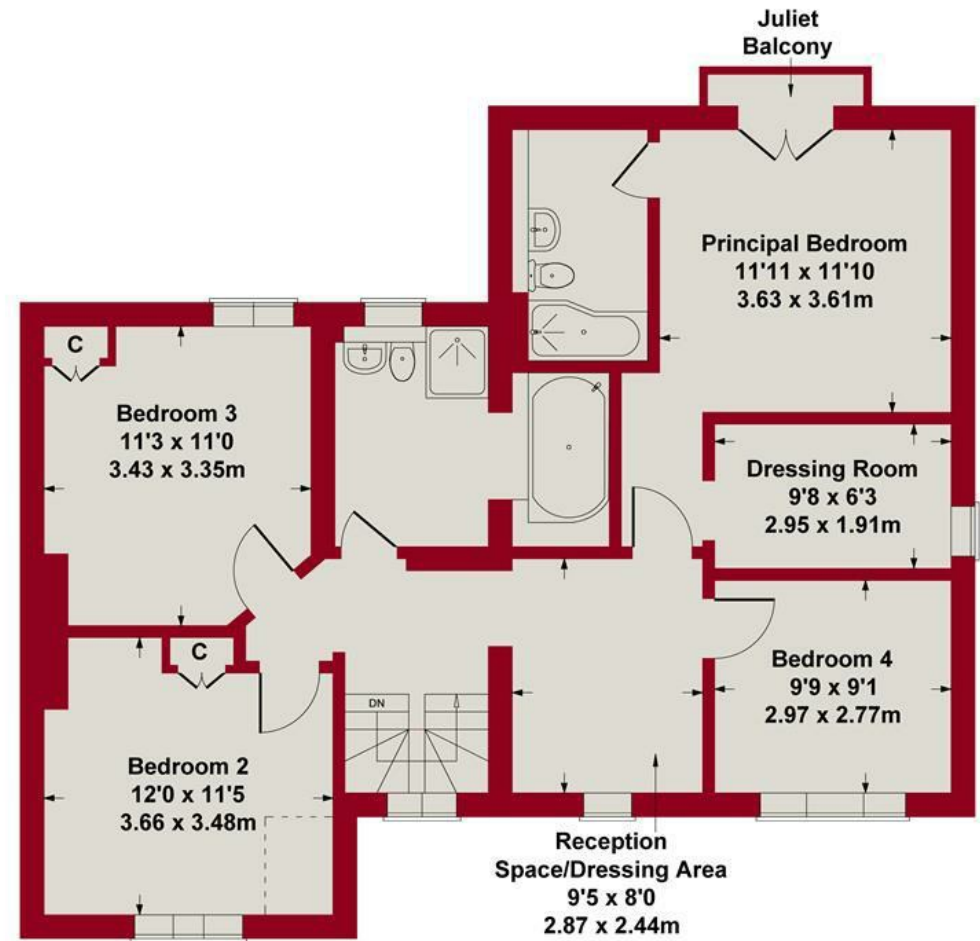 Juliet
Balcony
Principal Bedroom
11'11 x 11'10
3.63 x 3.61m
C
Bedroom 3
11'3 x 11'0
3.43 x 3.35m
Dressing Room
9'8 x 6'3
2.95 x 1.91m
C
DN
Bedroom 4
9'9 x 9'1
2.97 x 2.77m
Bedroom 2
12'0 x 11'5
3.66 x 3.48m
Reception
Space/Dressing Area
9'5 x 8'0
2.87 x 2.44m